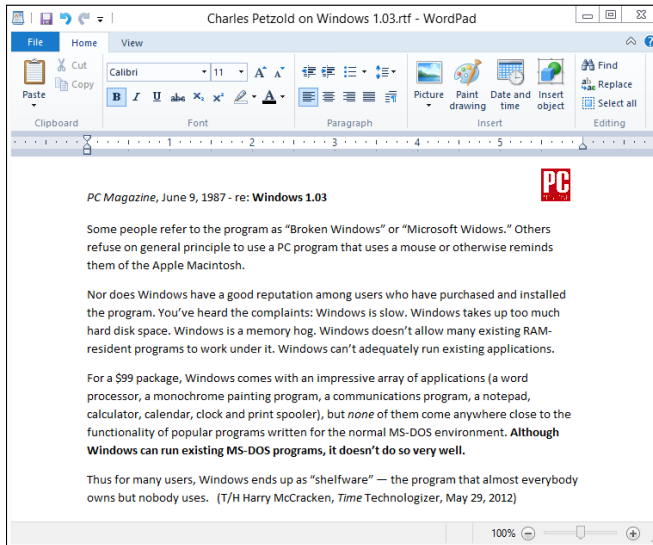 Charles Petzold on Windows 1.03.rtf - WordPad
File Home View
Paste
Cut
Copy
Clipboard
Calibri 11 A A
B I U abc X₂ x² A
Font
Paragraph
Picture
Paint drawing
Date and time
Insert object
Insert
Find
Replace
Select all
Editing
1 2 3 4 5
PC
PC Magazine, June 9, 1987 - re: Windows 1.03
Some people refer to the program as “Broken Windows” or “Microsoft Widows.” Others
refuse on general principle to use a PC program that uses a mouse or otherwise reminds
them of the Apple Macintosh.
Nor does Windows have a good reputation among users who have purchased and installed
the program. You’ve heard the complaints: Windows is slow. Windows takes up too much
hard disk space. Windows is a memory hog. Windows doesn’t allow many existing RAM-
resident programs to work under it. Windows can’t adequately run existing applications.
For a $99 package, Windows comes with an impressive array of applications (a word
processor, a monochrome painting program, a communications program, a notepad,
calculator, calendar, clock and print spooler), but none of them come anywhere close to the
functionality of popular programs written for the normal MS-DOS environment. Although
Windows can run existing MS-DOS programs, it doesn’t do so very well.
Thus for many users, Windows ends up as “shelfware” — the program that almost everybody
owns but nobody uses. (T/H Harry McCracken, Time Technologizer, May 29, 2012)
100%